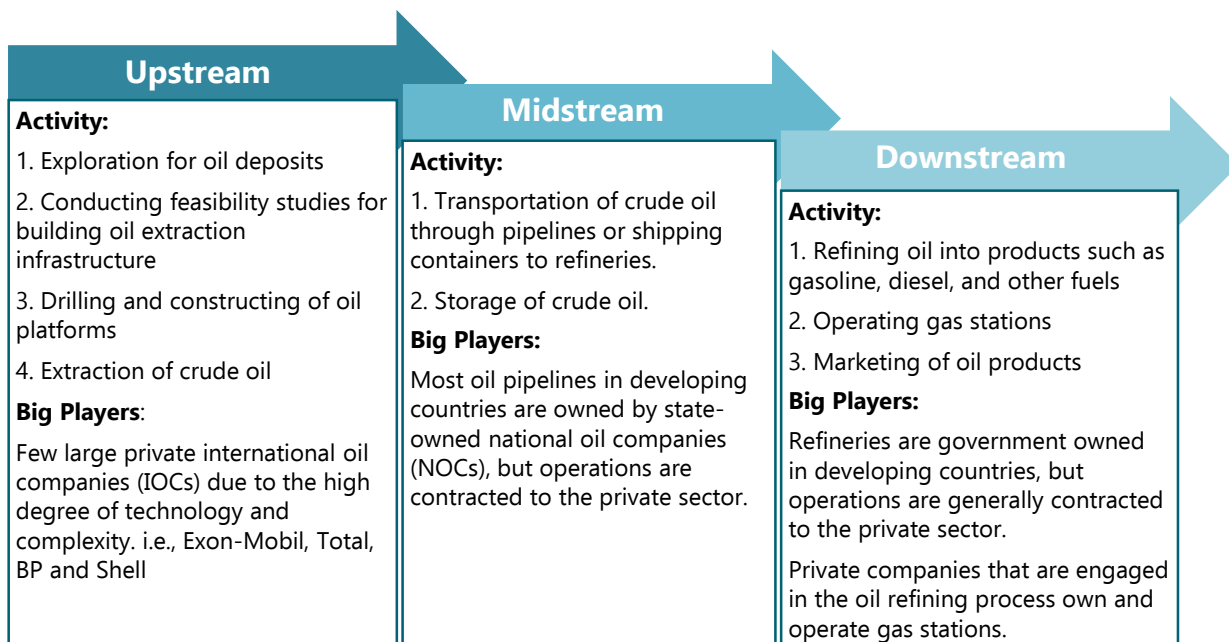 Upstream
Activity:
1. Exploration for oil deposits
2. Conducting feasibility studies for
building oil extraction
infrastructure
3. Drilling and constructing of oil
platforms
4. Extraction of crude oil
Big Players:
Few large private international oil
companies (IOCs) due to the high
degree of technology and
complexity. i.e., Exon-Mobil, Total,
BP and Shell
Midstream
Activity:
1. Transportation of crude oil
through pipelines or shipping
containers to refineries.
2. Storage of crude oil.
Big Players:
Most oil pipelines in developing
countries are owned by state-
owned national oil companies
(NOCs), but operations are
contracted to the private sector.
Downstream
Activity:
1. Refining oil into products such as
gasoline, diesel, and other fuels
2. Operating gas stations
3. Marketing of oil products
Big Players:
Refineries are government owned
in developing countries, but
operations are generally contracted
to the private sector.
Private companies that are engaged
in the oil refining process own and
operate gas stations.